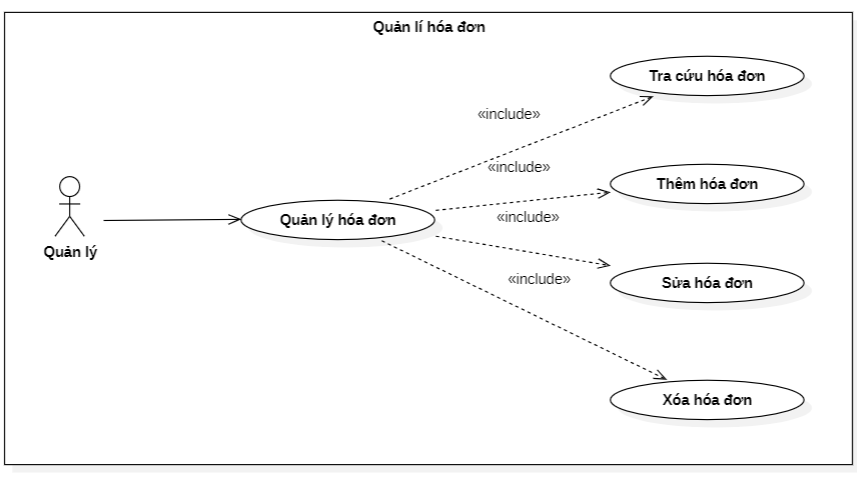 Quản lí hóa đơn
Tra cứu hóa đơn
«include»
«include»
Thêm hóa đơn
Quản lý hóa đơn
«include»
Quản lý
«include»
Sửa hóa đơn
Xóa hóa đơn